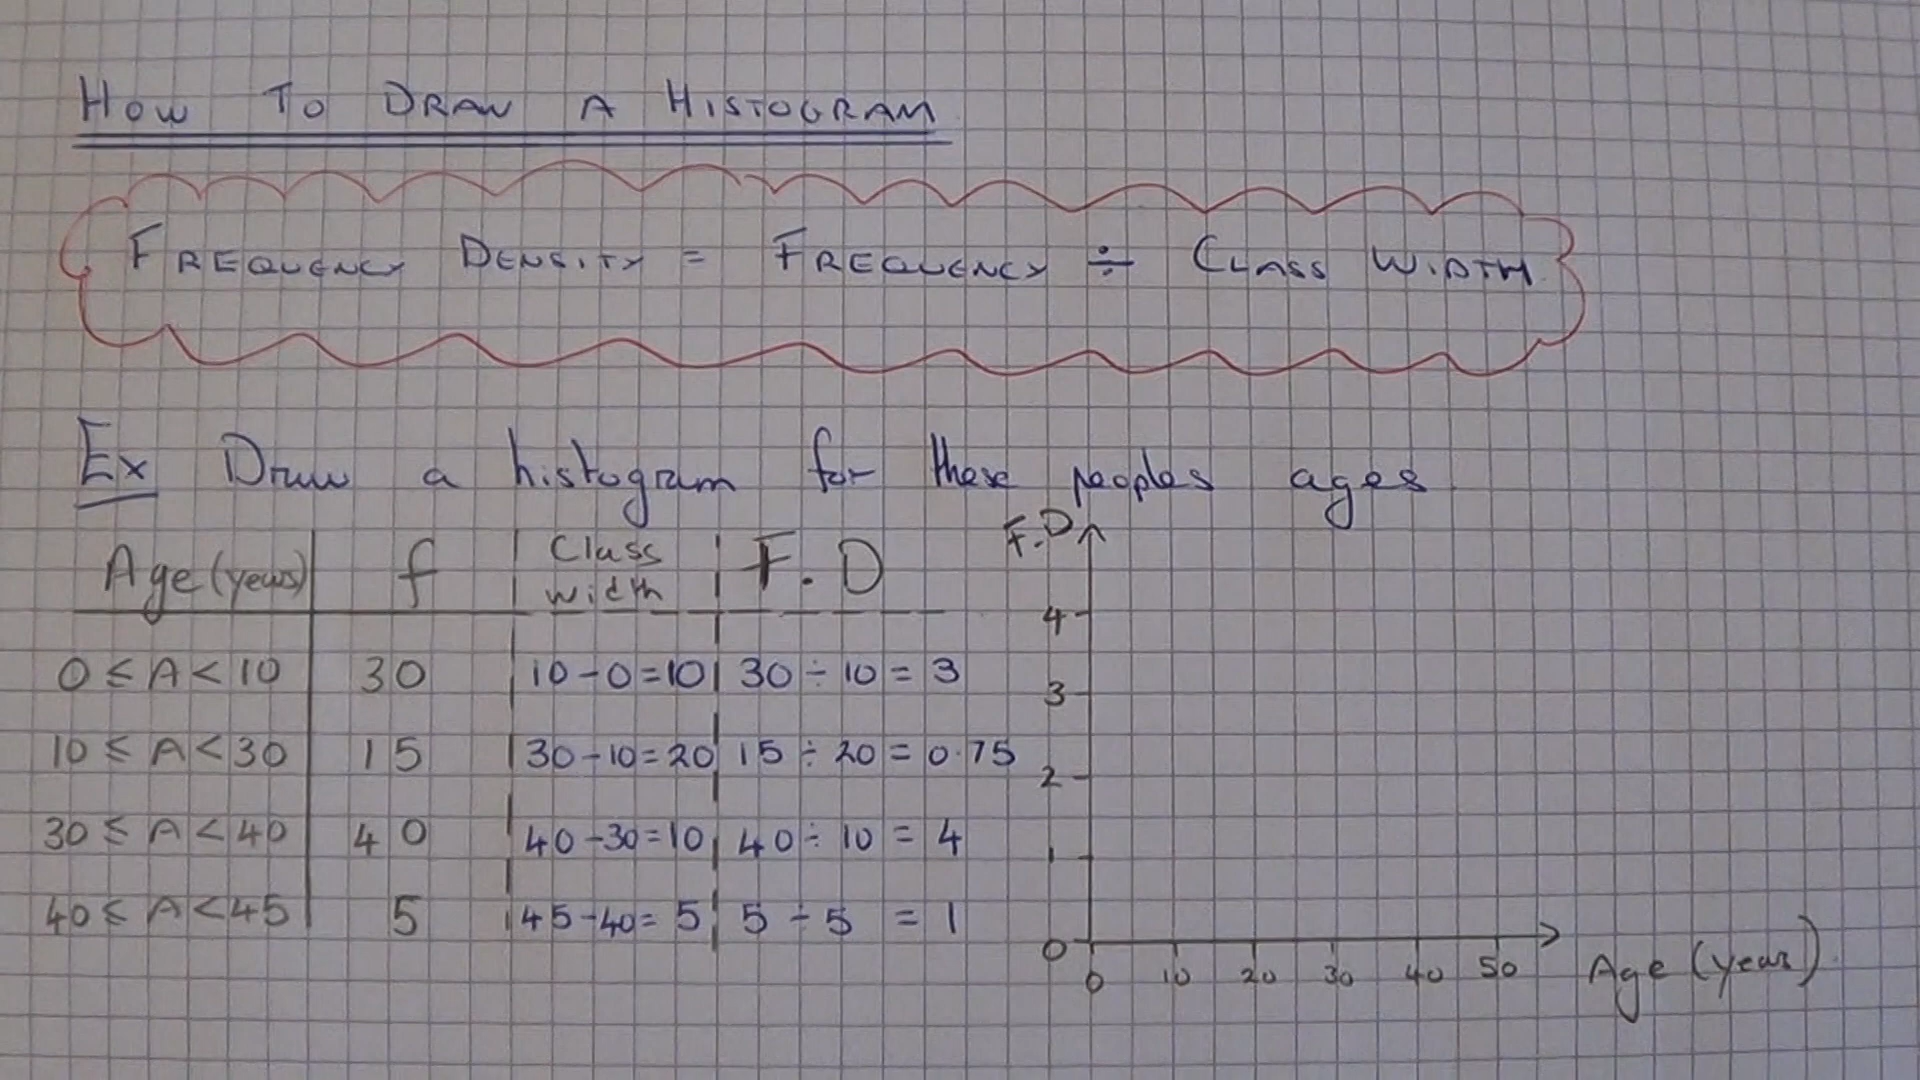 HOW TO DRAW A HISTOGRAM
FREQUENCY DENSITY = FREQUENCY ÷ CLASS WIDTH
Ex Draw a histogram for these peoples ages
Age (years) f Class width F.D
0 ≤ A < 10 30 10 - 0 = 10 30 ÷ 10 = 3
10 ≤ A < 30 15 30 - 10 = 20 15 ÷ 20 = 0.75
30 ≤ A < 40 40 40 - 30 = 10 40 ÷ 10 = 4
40 ≤ A < 45 5 45 - 40 = 5 5 ÷ 5 = 1
F.D
4
3
2
1
0
0 10 20 30 40 50 Age (years)